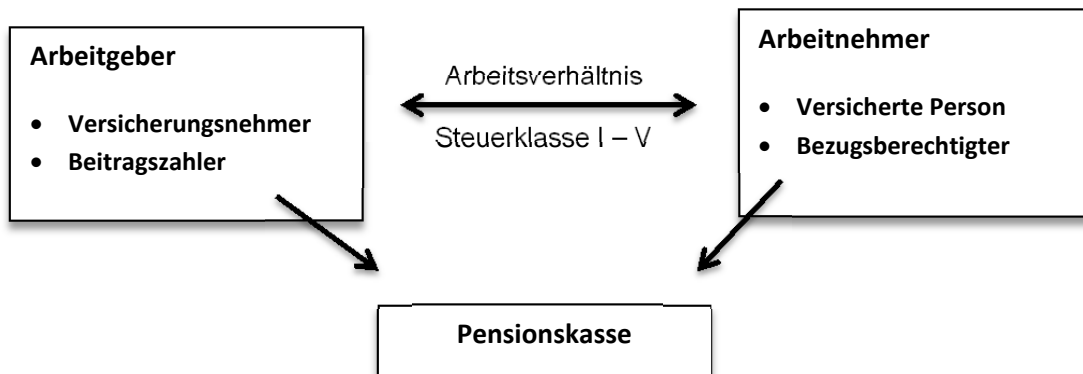 Arbeitgeber
• Versicherungsnehmer
• Beitragszahler
Arbeitsverhältnis
Steuerklasse I – V
Arbeitnehmer
• Versicherte Person
• Bezugsberechtigter
Pensionskasse